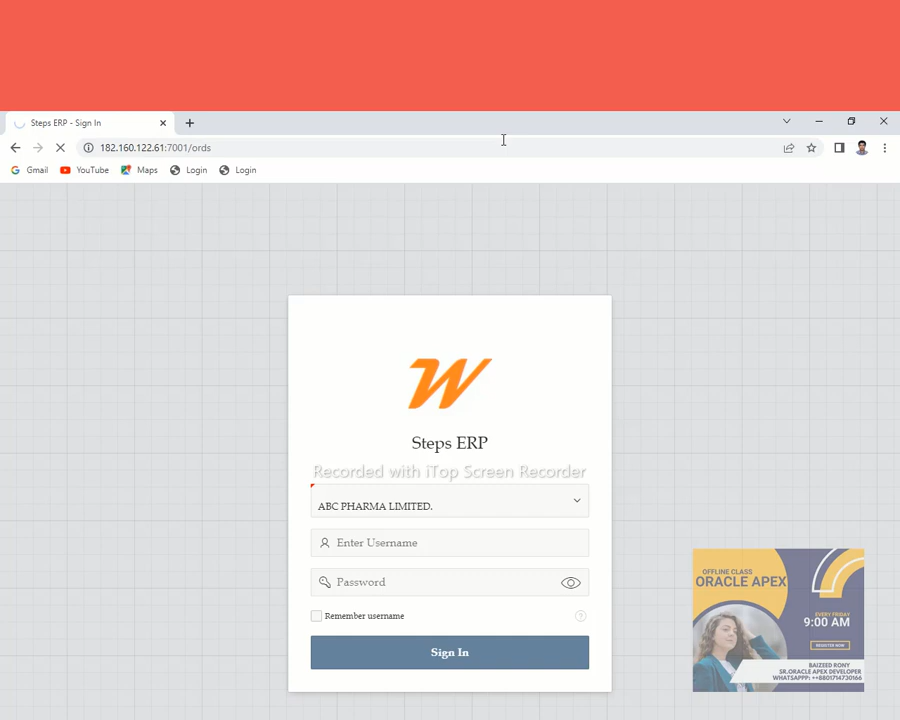 Steps ERP - Sign In
182.160.122.61:7001/ords
Gmail
YouTube
Maps
Login
Login
W
Steps ERP
Recorded with iTop Screen Recorder
ABC PHARMA LIMITED.
Enter Username
Password
Remember username
?
Sign In
OFFLINE CLASS
ORACLE APEX
EVERY FRIDAY
9:00 AM
REGISTER NOW
BAIZEED RONY
SR.ORACLE APEX DEVELOPER
WHATSAPPP: ++8801714730166